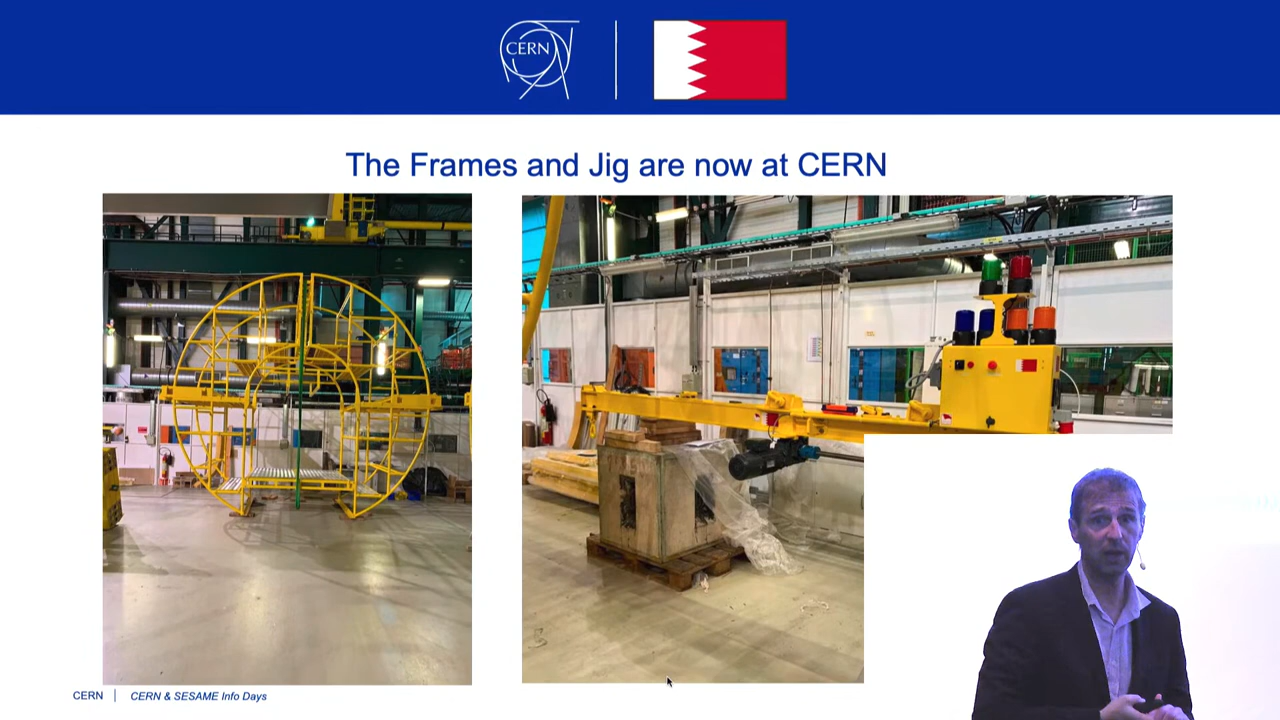 CERN
The Frames and Jig are now at CERN
CERN
CERN & SESAME Info Days